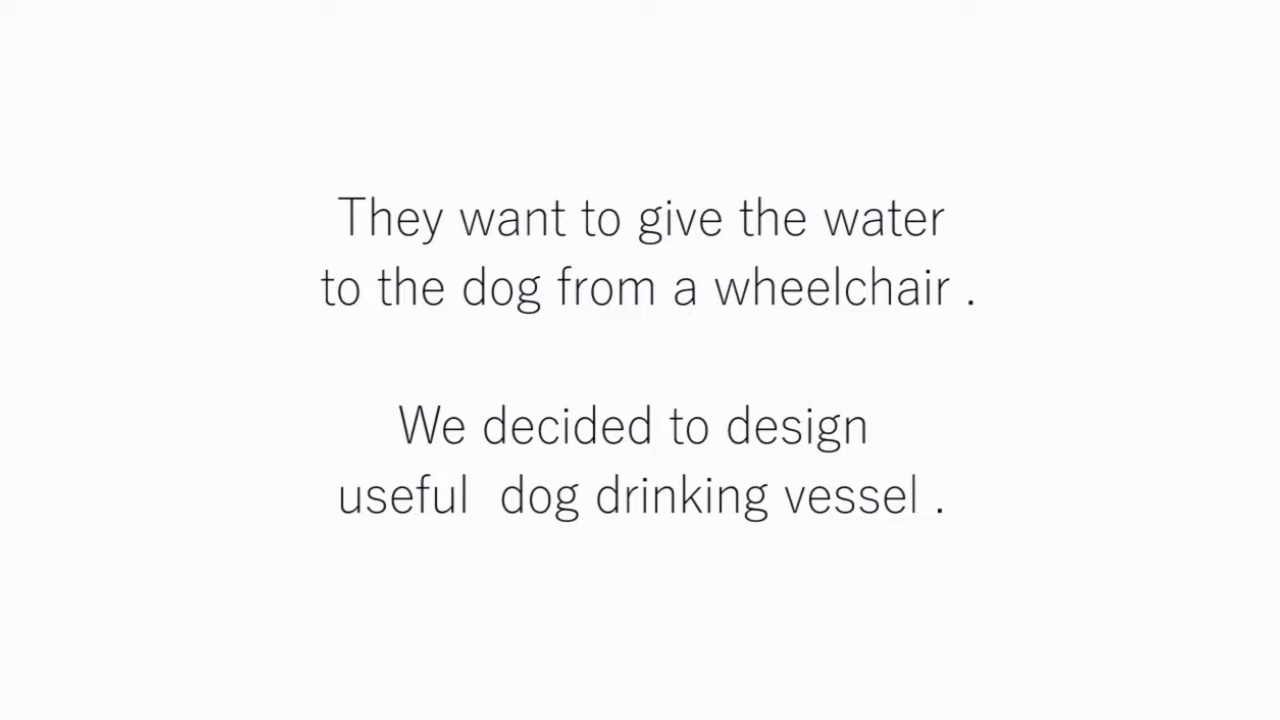 They want to give the water
to the dog from a wheelchair .
We decided to design
useful  dog drinking vessel .